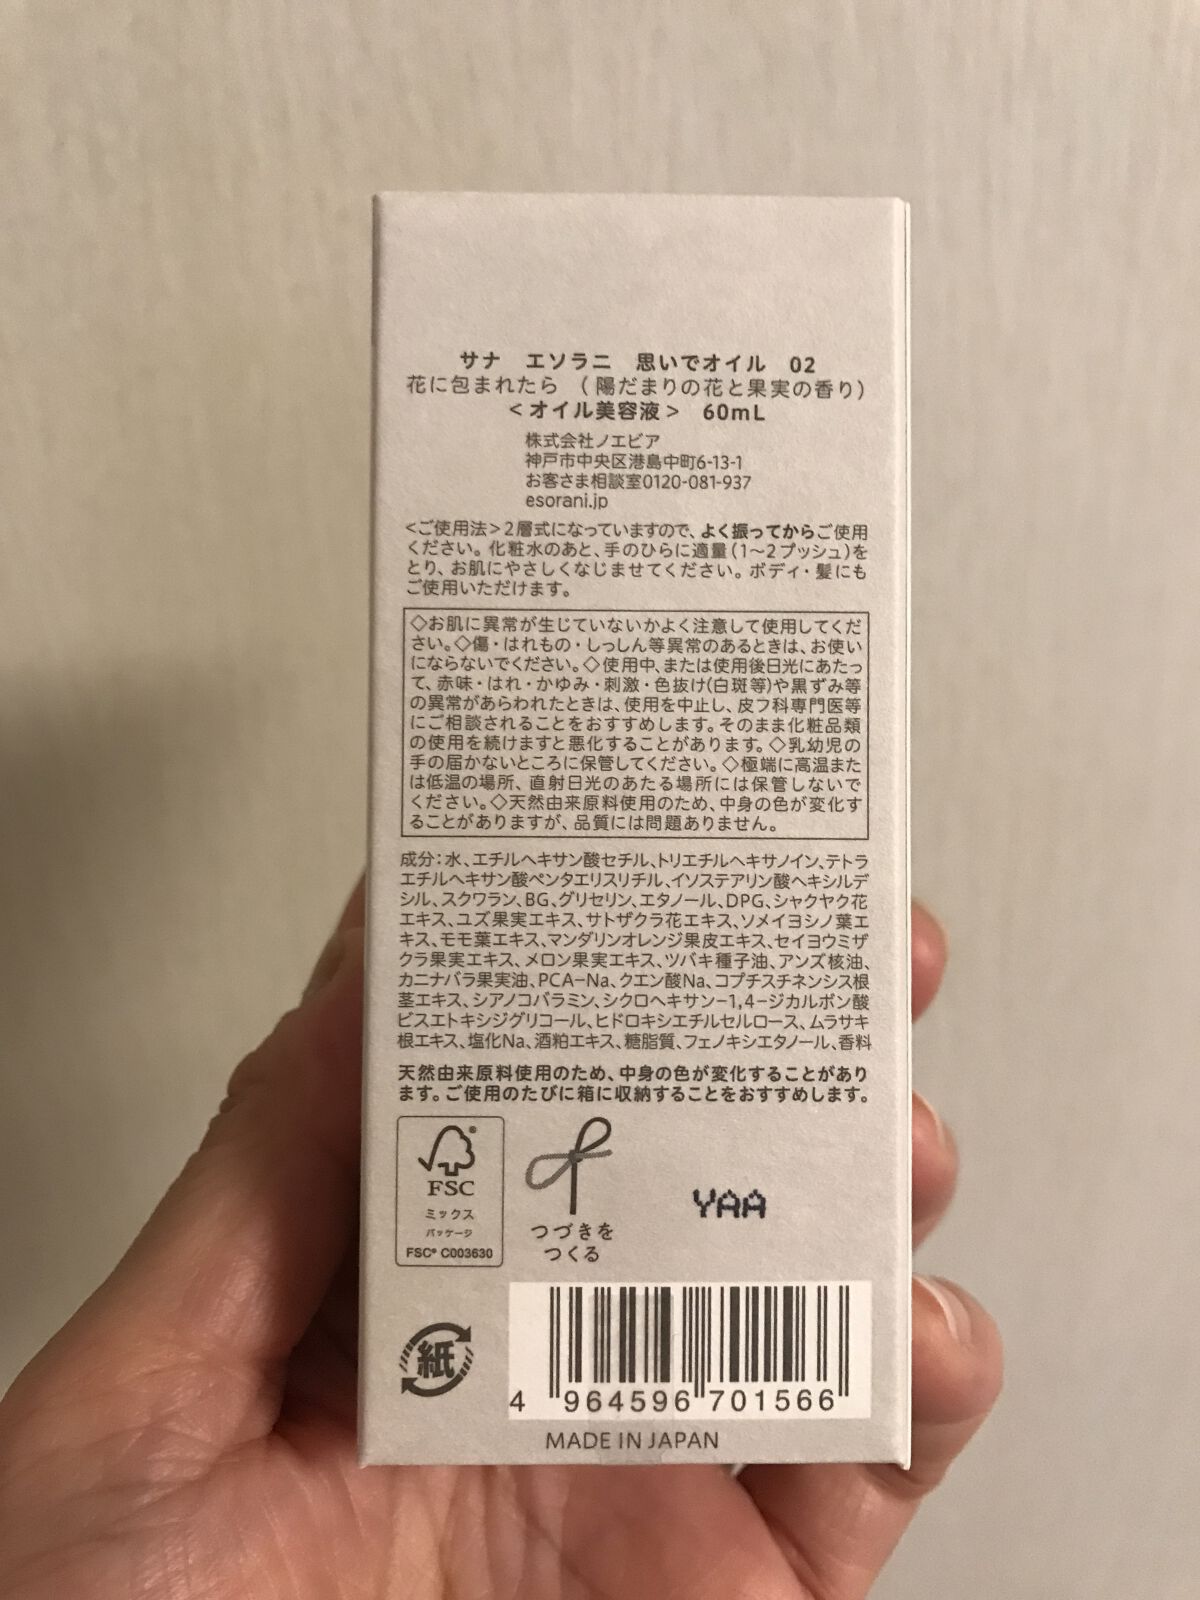 サナ エソラニ 思いでオイル 02
花に包まれたら (陽だまりの花と果実の香り)
<オイル美容液> 60mL
株式会社ノエビア
神戸市中央区港島中町6-13-1
お客さま相談室0120-081-937
esorani.jp
<ご使用法>2層式になっていますので、よく振ってからご使用
ください。化粧水のあと、手のひらに適量(1〜2プッシュ)を
とり、お肌にやさしくなじませてください。ボディ・髪にも
ご使用いただけます。
◇お肌に異常が生じていないかよく注意して使用してくだ
さい。◇傷・はれもの・しっしん等異常のあるときは、お使い
にならないでください。◇使用中、または使用後日光にあたっ
て、赤味・はれ・かゆみ・刺激・色抜け(白斑等)や黒ずみ等
の異常があらわれたときは、使用を中止し、皮フ科専門医等
にご相談されることをおすすめします。そのまま化粧品類
の使用を続けますと悪化することがあります。◇乳幼児の
手の届かないところに保管してください。◇極端に高温また
は低温の場所、直射日光のあたる場所には保管しないで
ください。◇天然由来原料使用のため、中身の色が変化す
ることがありますが、品質には問題ありません。
成分:水、エチルヘキサン酸セチル、トリエチルヘキサノイン、テトラ
エチルヘキサン酸ペンタエリスリチル、イソステアリン酸ヘキシルデ
シル、スクワラン、BG、グリセリン、エタノール、DPG、シャクヤク花
エキス、ユズ果実エキス、サトザクラ花エキス、ソメイヨシノ葉エ
キス、モモ葉エキス、マンダリンオレンジ果皮エキス、セイヨウミザ
クラ果実エキス、メロン果実エキス、ツバキ種子油、アンズ核油、
カニナバラ果実油、PCA-Na、クエン酸Na、コプチスチネンシス根
茎エキス、シアノコバラミン、シクロヘキサン-1,4-ジカルボン酸
ビスエトキシジグリコール、ヒドロキシエチルセルロース、ムラサキ
根エキス、塩化Na、酒粕エキス、糖脂質、フェノキシエタノール、香料
天然由来原料使用のため、中身の色が変化することがあり
ます。ご使用のたびに箱に収納することをおすすめします。
FSC
ミックス
パッケージ
FSC® C003630
つづきを
つくる
YAA
紙
4 964596 701566
MADE IN JAPAN